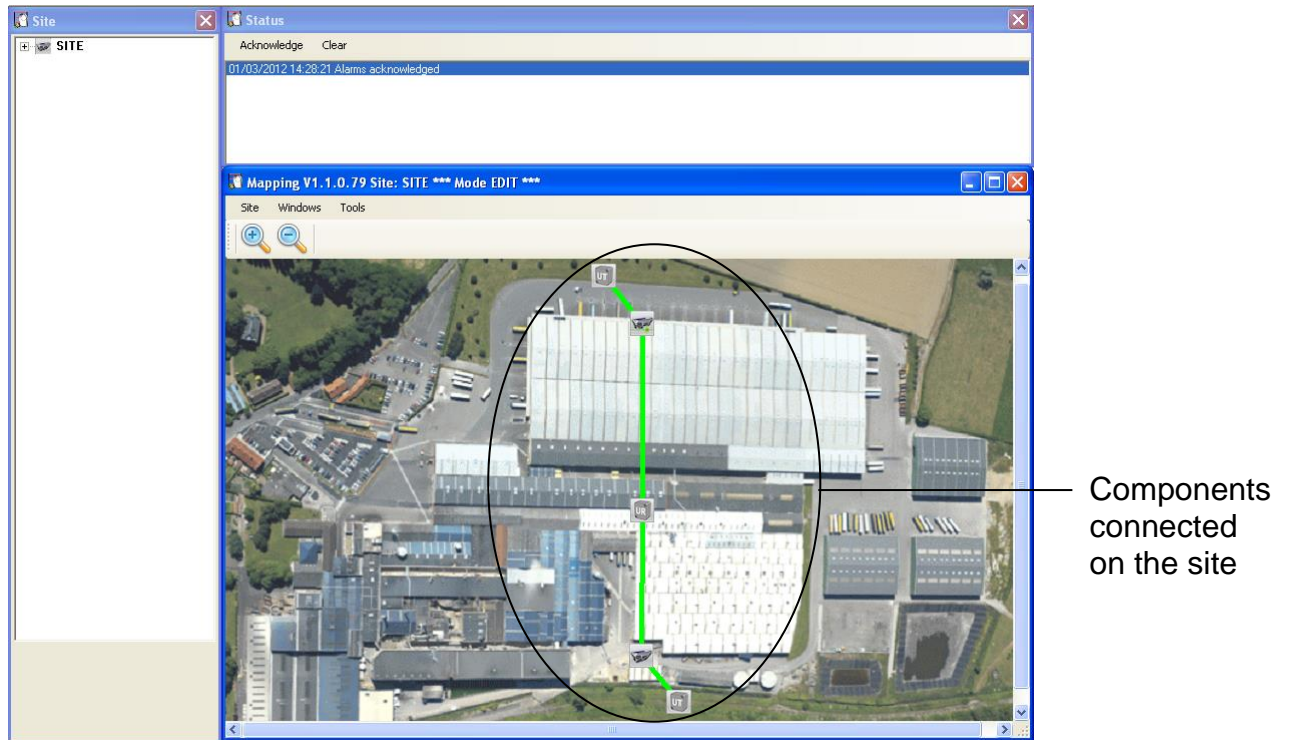 Site
SITE
Status
Acknowledge Clear
01/03/2012 14:28:21 Alarms acknowledged
Mapping V1.1.0.79 Site: SITE *** Mode EDIT ***
Site Windows Tools
UT
UR
UT
Components
connected
on the site